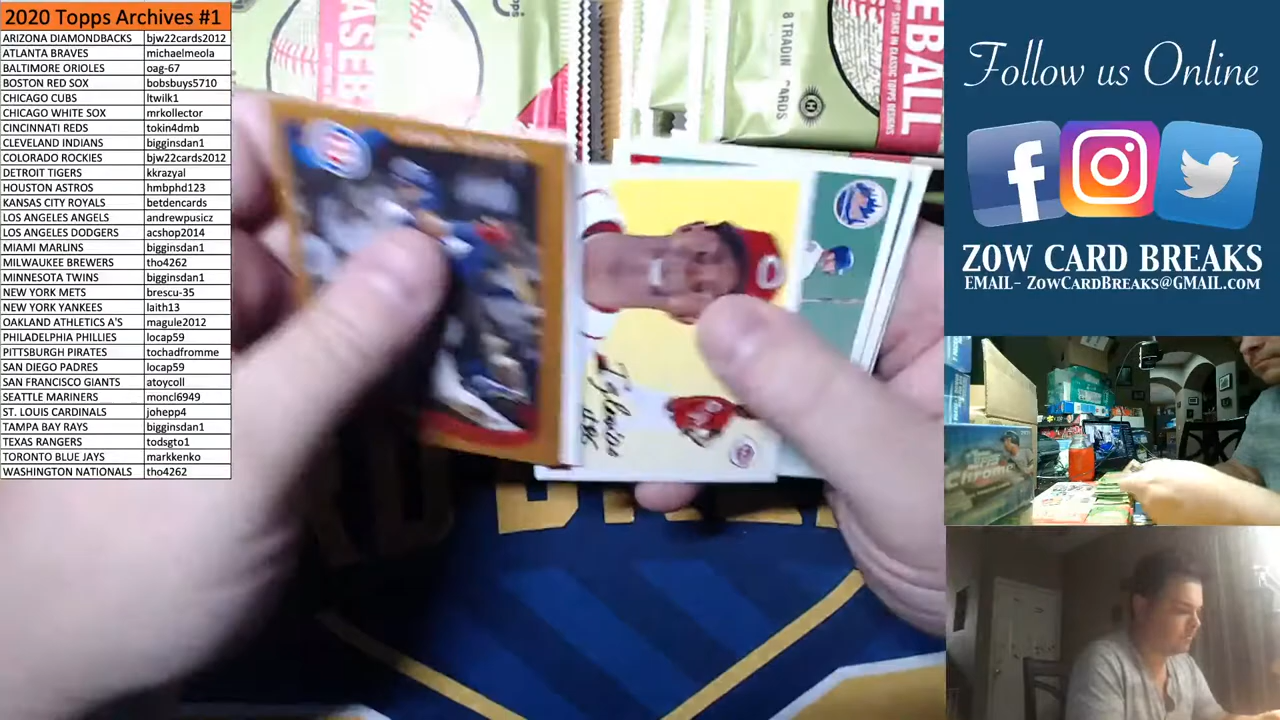 2020 Topps Archives #1
ARIZONA DIAMONDBACKS bjw22cards2012
ATLANTA BRAVES michaelmeola
BALTIMORE ORIGLES oag-67
BOSTON RED SOX bobsbuys5710
CHICAGO CUBS ltwilk1
CHICAGO WHITE SOX mrkollector
CINCINNATI REDS tokin4dmb
CLEVELAND INDIANS bigginsdan1
COLORADO ROCKIES bjw22cards2012
DETROIT TIGERS kkrazyal
HOUSTON ASTROS hmbphd123
KANSAS CITY ROYALS betdencards
LOS ANGELES ANGELS andrewpusicz
LOS ANGELES DODGERS acshop2014
MIAMI MARLINS bigginsdan1
MILWAUKEE BREWERS tho4262
MINNESOTA TWINS bigginsdan1
NEW YORK METS brescu-35
NEW YORK YANKEES laith13
OAKLAND ATHLETICS A'S magule2012
PHILADELPHIA PHILLIES locap59
PITTSBURGH PIRATES tochadfromme
SAN DIEGO PADRES locap59
SAN FRANCISCO GIANTS atoycoll
SEATTLE MARINERS moncl6949
ST. LOUIS CARDINALS johepp4
TAMPA BAY RAYS bigginsdan1
TEXAS RANGERS todsgto1
TORONTO BLUE JAYS markkenko
WASHINGTON NATIONALS tho4262
8 TRADIN CARDS
Iglesias
Follow us Online
ZOW CARD BREAKS
EMAIL- ZOWCARDBREAKS@GMAIL.COM
Chrome